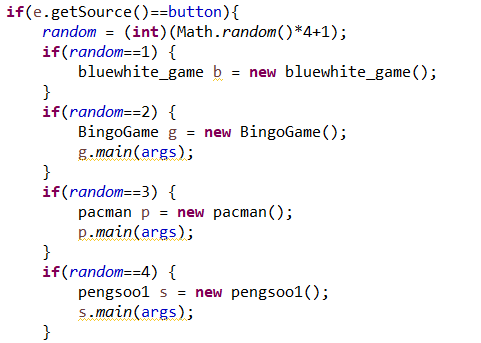 if(e.getSource()==button){
random = (int)(Math.random()*4+1);
if(random==1) {
bluewhite_game b = new bluewhite_game();
}
if(random==2) {
BingoGame g = new BingoGame();
g.main(args);
}
if(random==3) {
pacman p = new pacman();
p.main(args);
}
if(random==4) {
pengsoo1 s = new pengsoo1();
s.main(args);
}